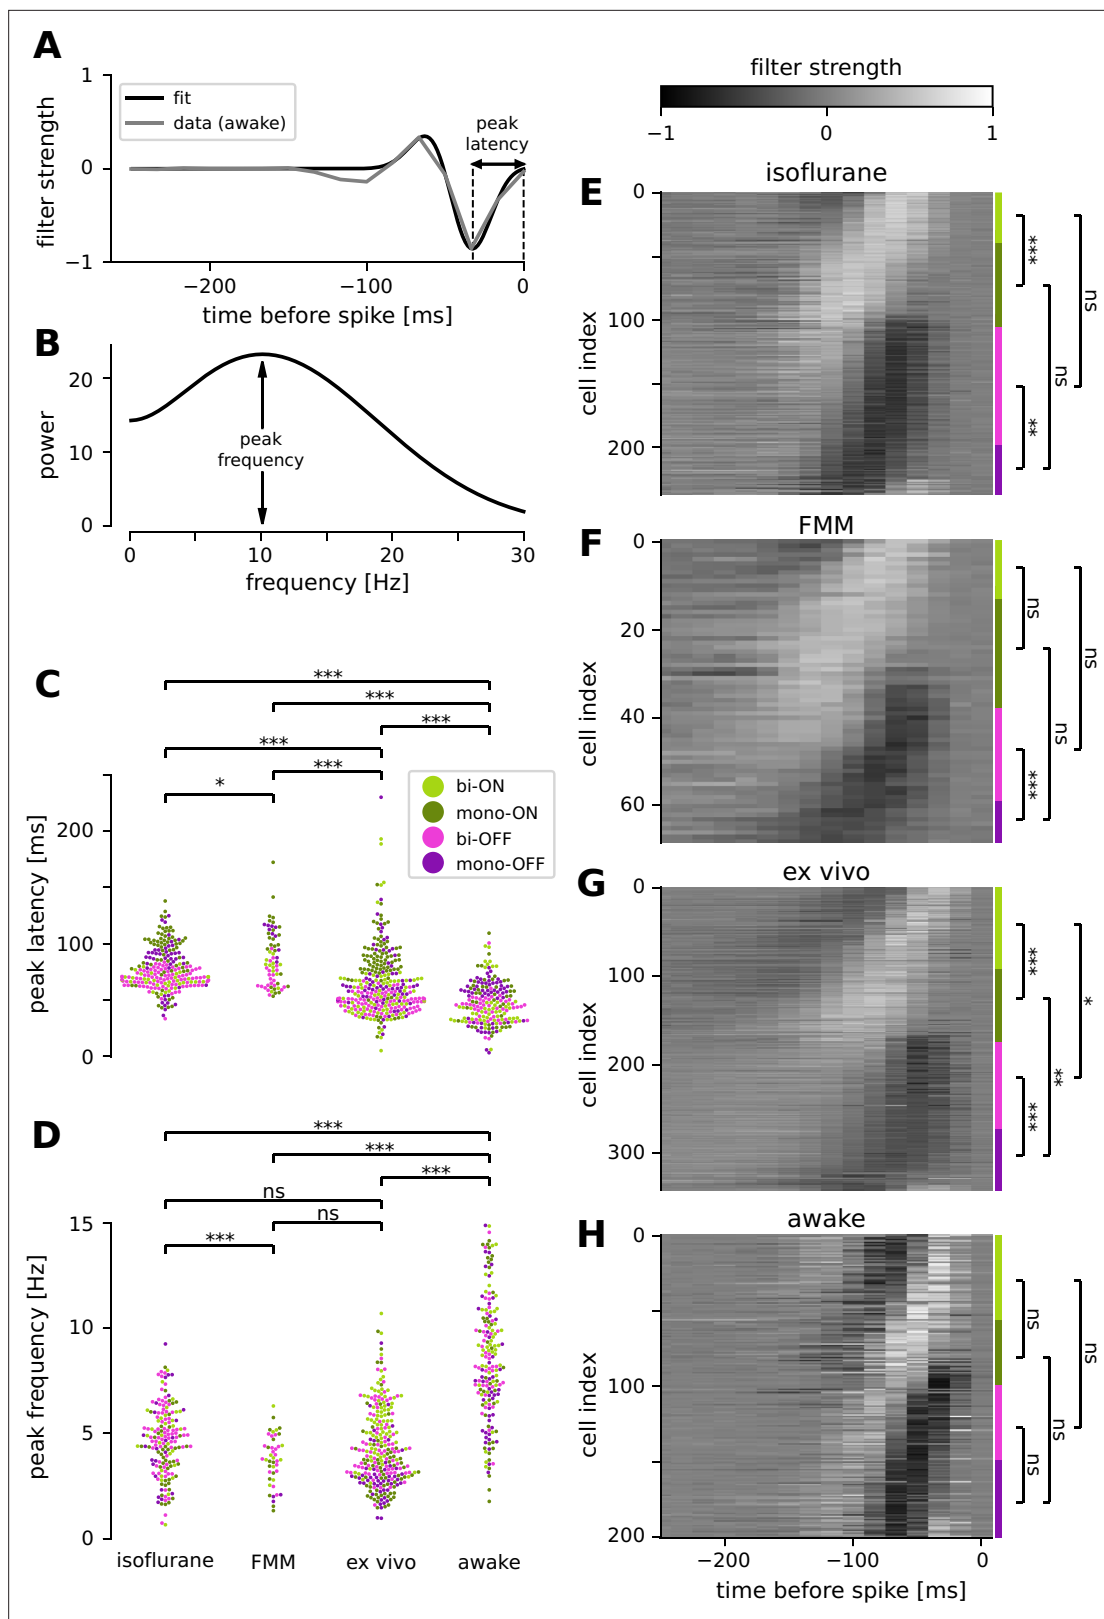 A
1
0
−1
filter strength
fit
data (awake)
peak
latency
−200
−100
0
time before spike [ms]
B
20
10
0
power
peak
frequency
0
10
20
30
frequency [Hz]
C
***
***
***
***
***
*
200
100
0
peak latency [ms]
bi-ON
mono-ON
bi-OFF
mono-OFF
D
***
***
***
ns
ns
***
15
10
5
0
peak frequency [Hz]
isoflurane
FMM
ex vivo
awake
filter strength
−1
0
1
E
isoflurane
0
100
200
cell index
***
**
ns
ns
F
FMM
0
20
40
60
cell index
ns
***
ns
ns
G
ex vivo
0
100
200
300
cell index
***
***
**
*
H
awake
0
100
200
cell index
ns
ns
ns
ns
−200
−100
0
time before spike [ms]